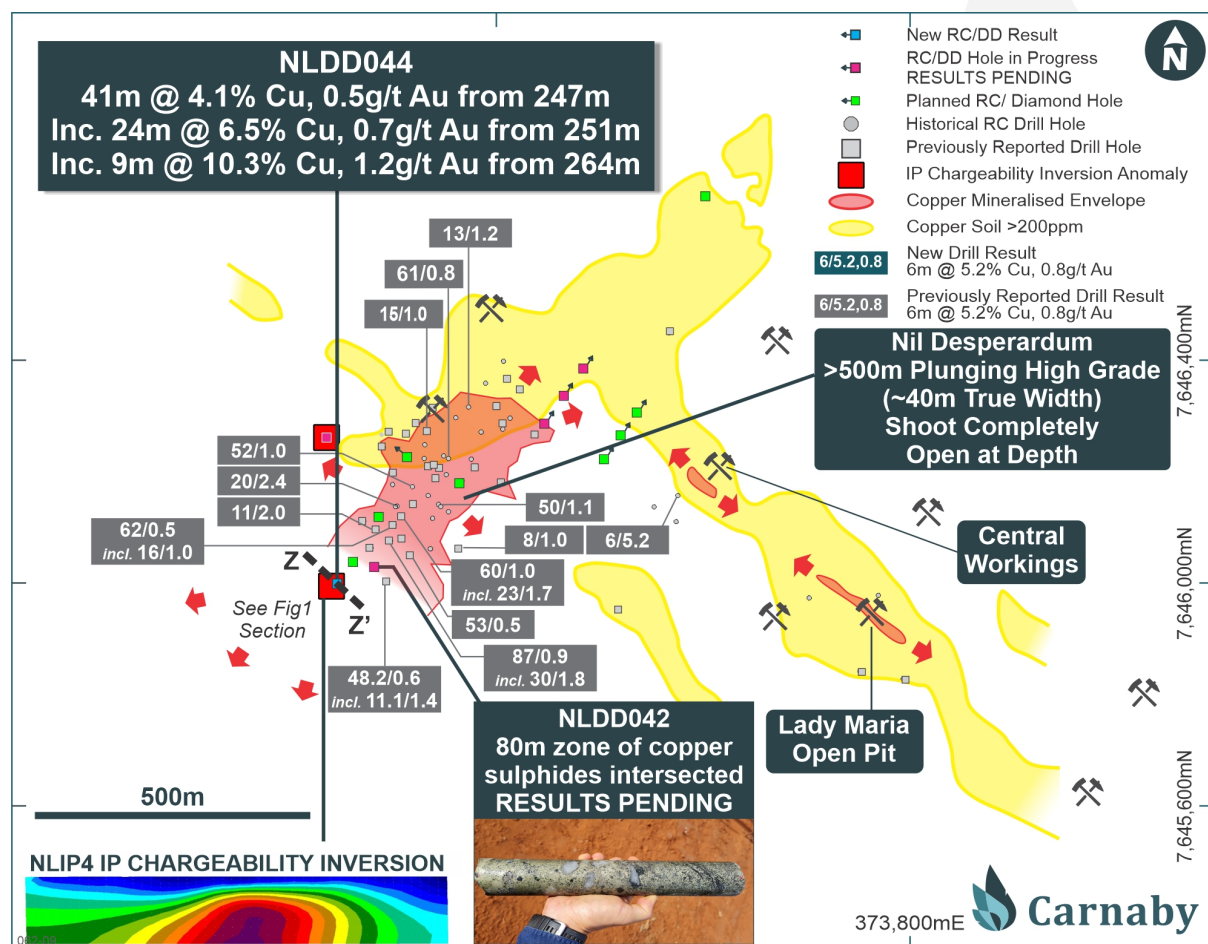 NLDD044
41m @ 4.1% Cu, 0.5g/t Au from 247m
Inc. 24m @ 6.5% Cu, 0.7g/t Au from 251m
Inc. 9m @ 10.3% Cu, 1.2g/t Au from 264m
New RC/DD Result
RC/DD Hole in Progress
RESULTS PENDING
Planned RC/ Diamond Hole
Historical RC Drill Hole
Previously Reported Drill Hole
IP Chargeability Inversion Anomaly
Copper Mineralised Envelope
Copper Soil >200ppm
6/5.2,0.8
New Drill Result
6m @ 5.2% Cu, 0.8g/t Au
6/5.2,0.8
Previously Reported Drill Result
6m @ 5.2% Cu, 0.8g/t Au
N
13/1.2
61/0.8
15/1.0
Nil Desperardum
>500m Plunging High Grade
(~40m True Width)
Shoot Completely
Open at Depth
7,646,400mN
52/1.0
20/2.4
11/2.0
62/0.5
incl. 16/1.0
50/1.1
8/1.0
6/5.2
Central
Workings
Z
Z'
See Fig1
Section
60/1.0
incl. 23/1.7
53/0.5
87/0.9
incl. 30/1.8
48.2/0.6
incl. 11.1/1.4
7,646,000mN
NLDD042
80m zone of copper
sulphides intersected
RESULTS PENDING
Lady Maria
Open Pit
500m
7,645,600mN
NLIP4 IP CHARGEABILITY INVERSION
373,800mE
Carnaby